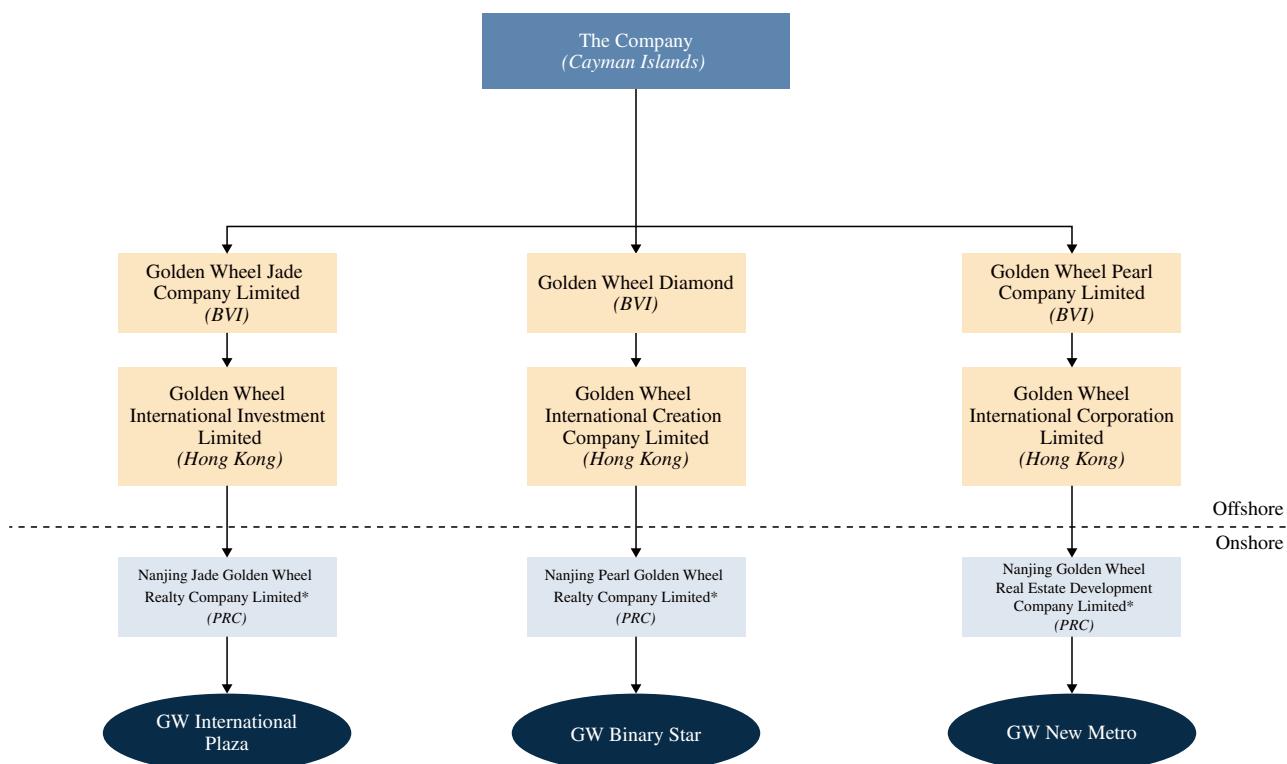 The Company
(Cayman Islands)
Golden Wheel Jade
Company Limited
(BVI)
Golden Wheel Diamond
(BVI)
Golden Wheel Pearl
Company Limited
(BVI)
Golden Wheel
International Investment
Limited
(Hong Kong)
Golden Wheel
International Creation
Company Limited
(Hong Kong)
Golden Wheel
International Corporation
Limited
(Hong Kong)
Offshore
Onshore
Nanjing Jade Golden Wheel
Realty Company Limited*
(PRC)
Nanjing Pearl Golden Wheel
Realty Company Limited*
(PRC)
Nanjing Golden Wheel
Real Estate Development
Company Limited*
(PRC)
GW International
Plaza
GW Binary Star
GW New Metro